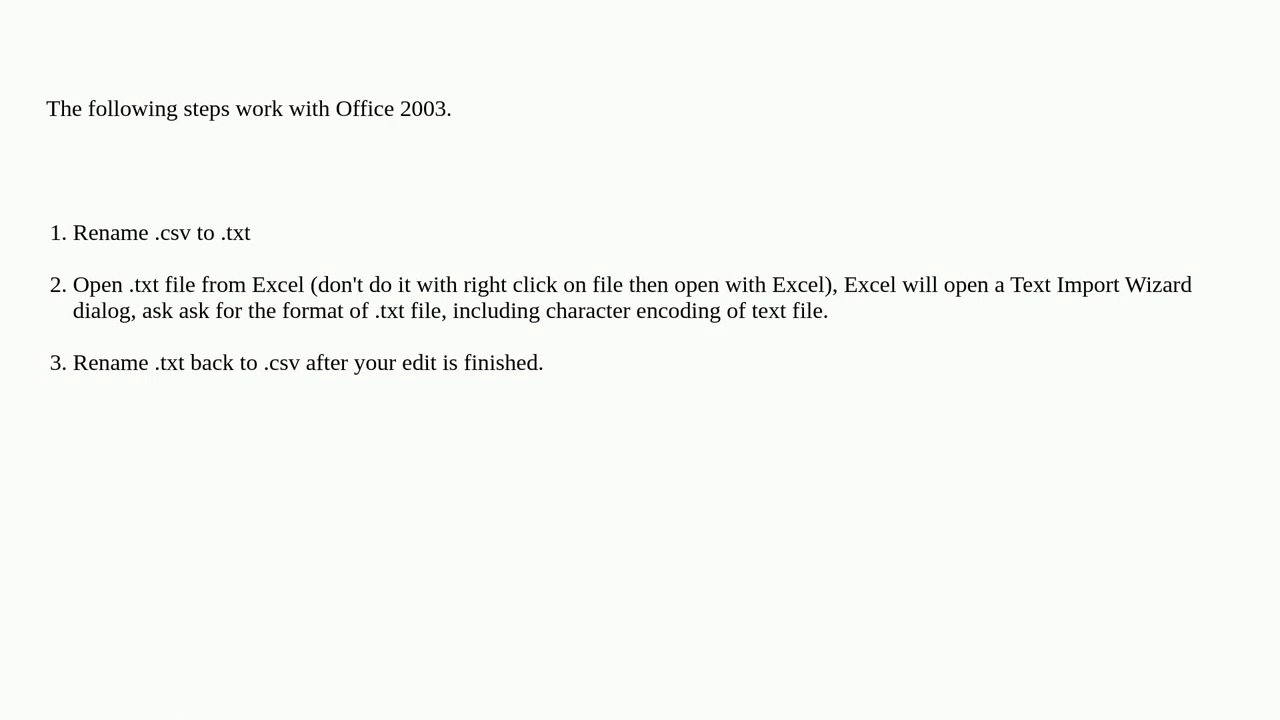 The following steps work with Office 2003.
1. Rename .csv to .txt
2. Open .txt file from Excel (don't do it with right click on file then open with Excel), Excel will open a Text Import Wizard
dialog, ask ask for the format of .txt file, including character encoding of text file.
3. Rename .txt back to .csv after your edit is finished.